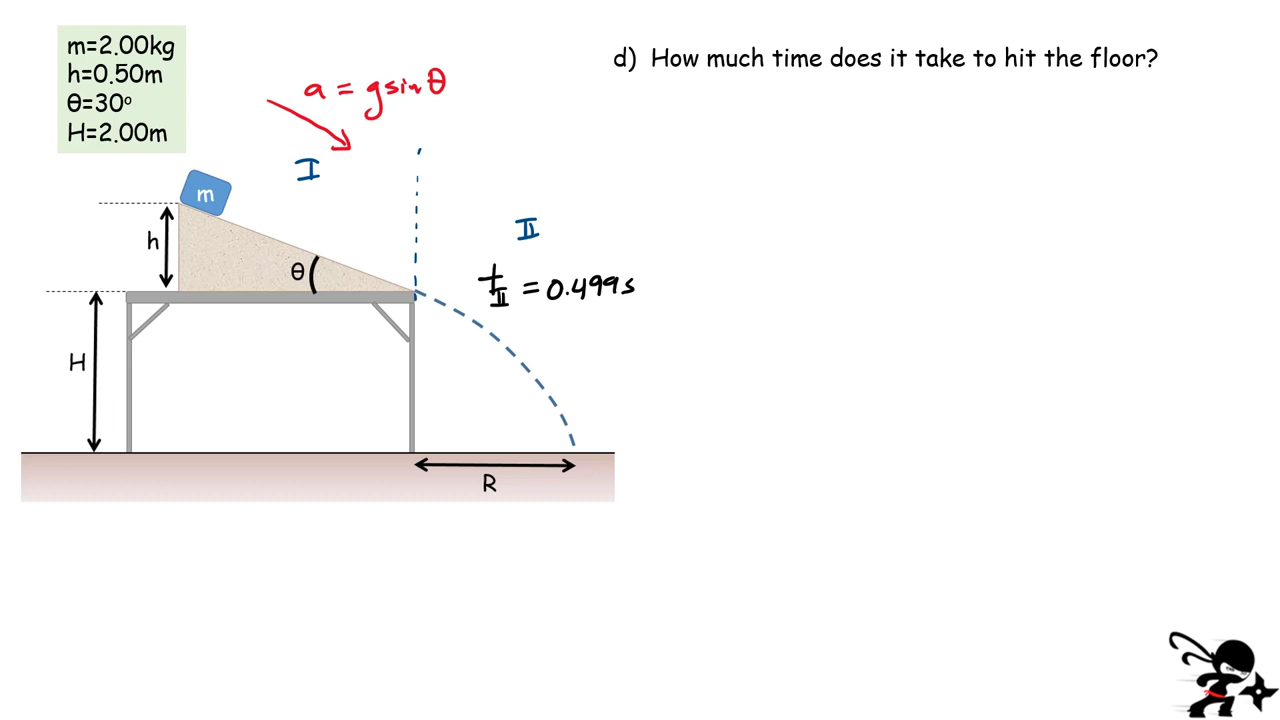 m=2.00kg
h=0.50m
θ=30º
H=2.00m
d) How much time does it take to hit the floor?
a = g sin θ
I
m
h
θ
II
t_II = 0.499s
H
R